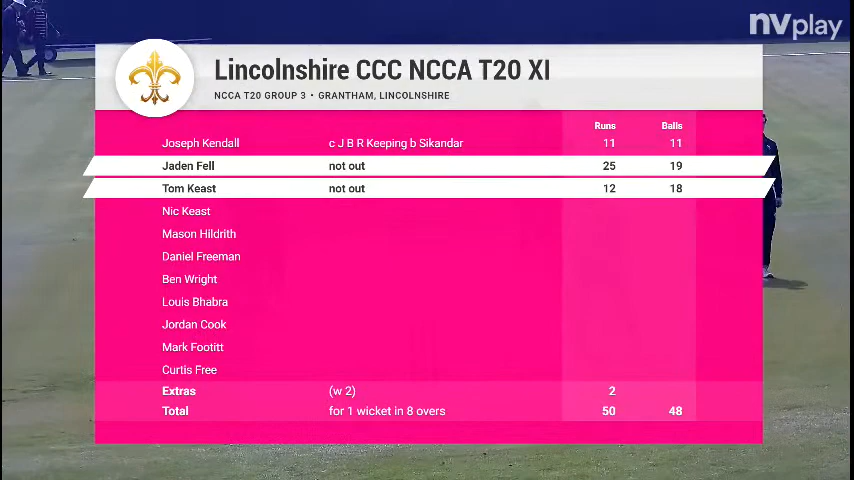 nvplay
Lincolnshire CCC NCCA T20 XI
NCCA T20 GROUP 3 • GRANTHAM, LINCOLNSHIRE
Runs Balls
Joseph Kendall c J B R Keeping b Sikandar 11 11
Jaden Fell not out 25 19
Tom Keast not out 12 18
Nic Keast
Mason Hildrith
Daniel Freeman
Ben Wright
Louis Bhabra
Jordan Cook
Mark Footitt
Curtis Free
Extras (w 2) 2
Total for 1 wicket in 8 overs 50 48